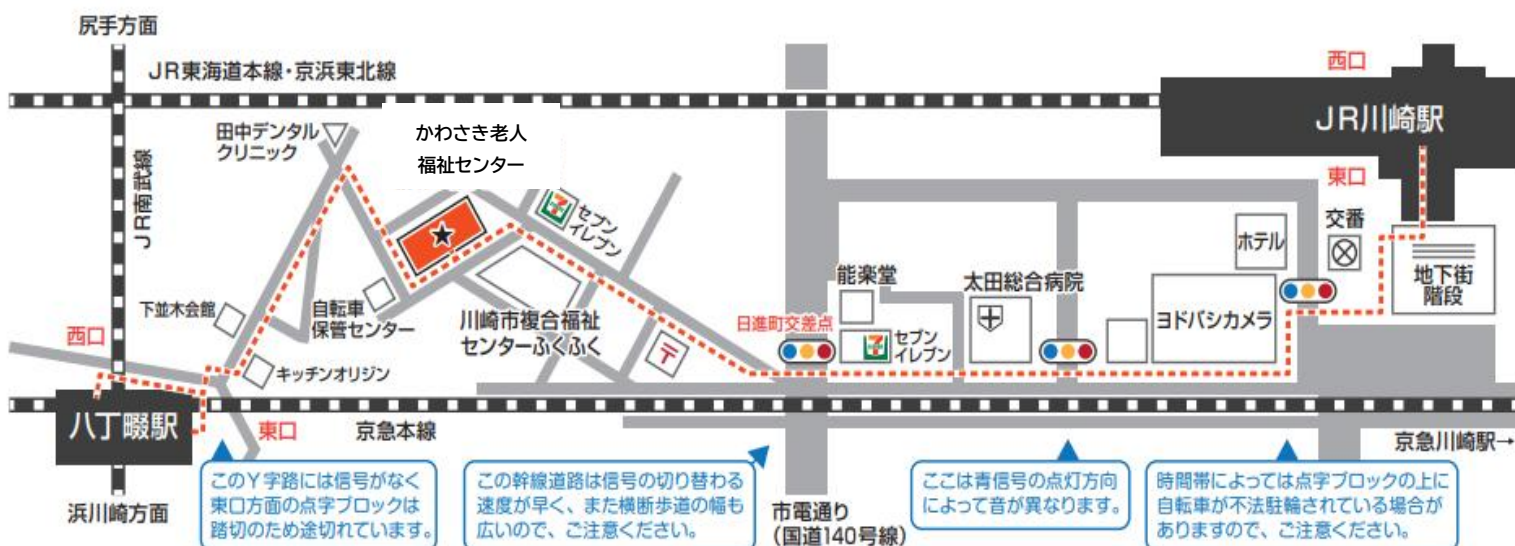 尻手方面
JR東海道本線・京浜東北線
西口
JR川崎駅
東口
JR南武線
田中デンタル
クリニック
かわさき老人
福祉センター
セブン
イレブン
交番
ホテル
地下街
階段
能楽堂
太田総合病院
ヨドバシカメラ
下並木会館
自転車
保管センター
川崎市複合福祉
センターふくふく
日進町交差点
セブン
イレブン
西口
キッチンオリジン
八丁畷駅
東口
京急本線
京急川崎駅→
浜川崎方面
このY字路には信号がなく
東口方面の点字ブロックは
踏切のため途切れています。
この幹線道路は信号の切り替わる
速度が早く、また横断歩道の幅も
広いので、ご注意ください。
市電通り
(国道140号線)
ここは青信号の点灯方向
によって音が異なります。
時間帯によっては点字ブロックの上に
自転車が不法駐輪されている場合が
ありますので、ご注意ください。